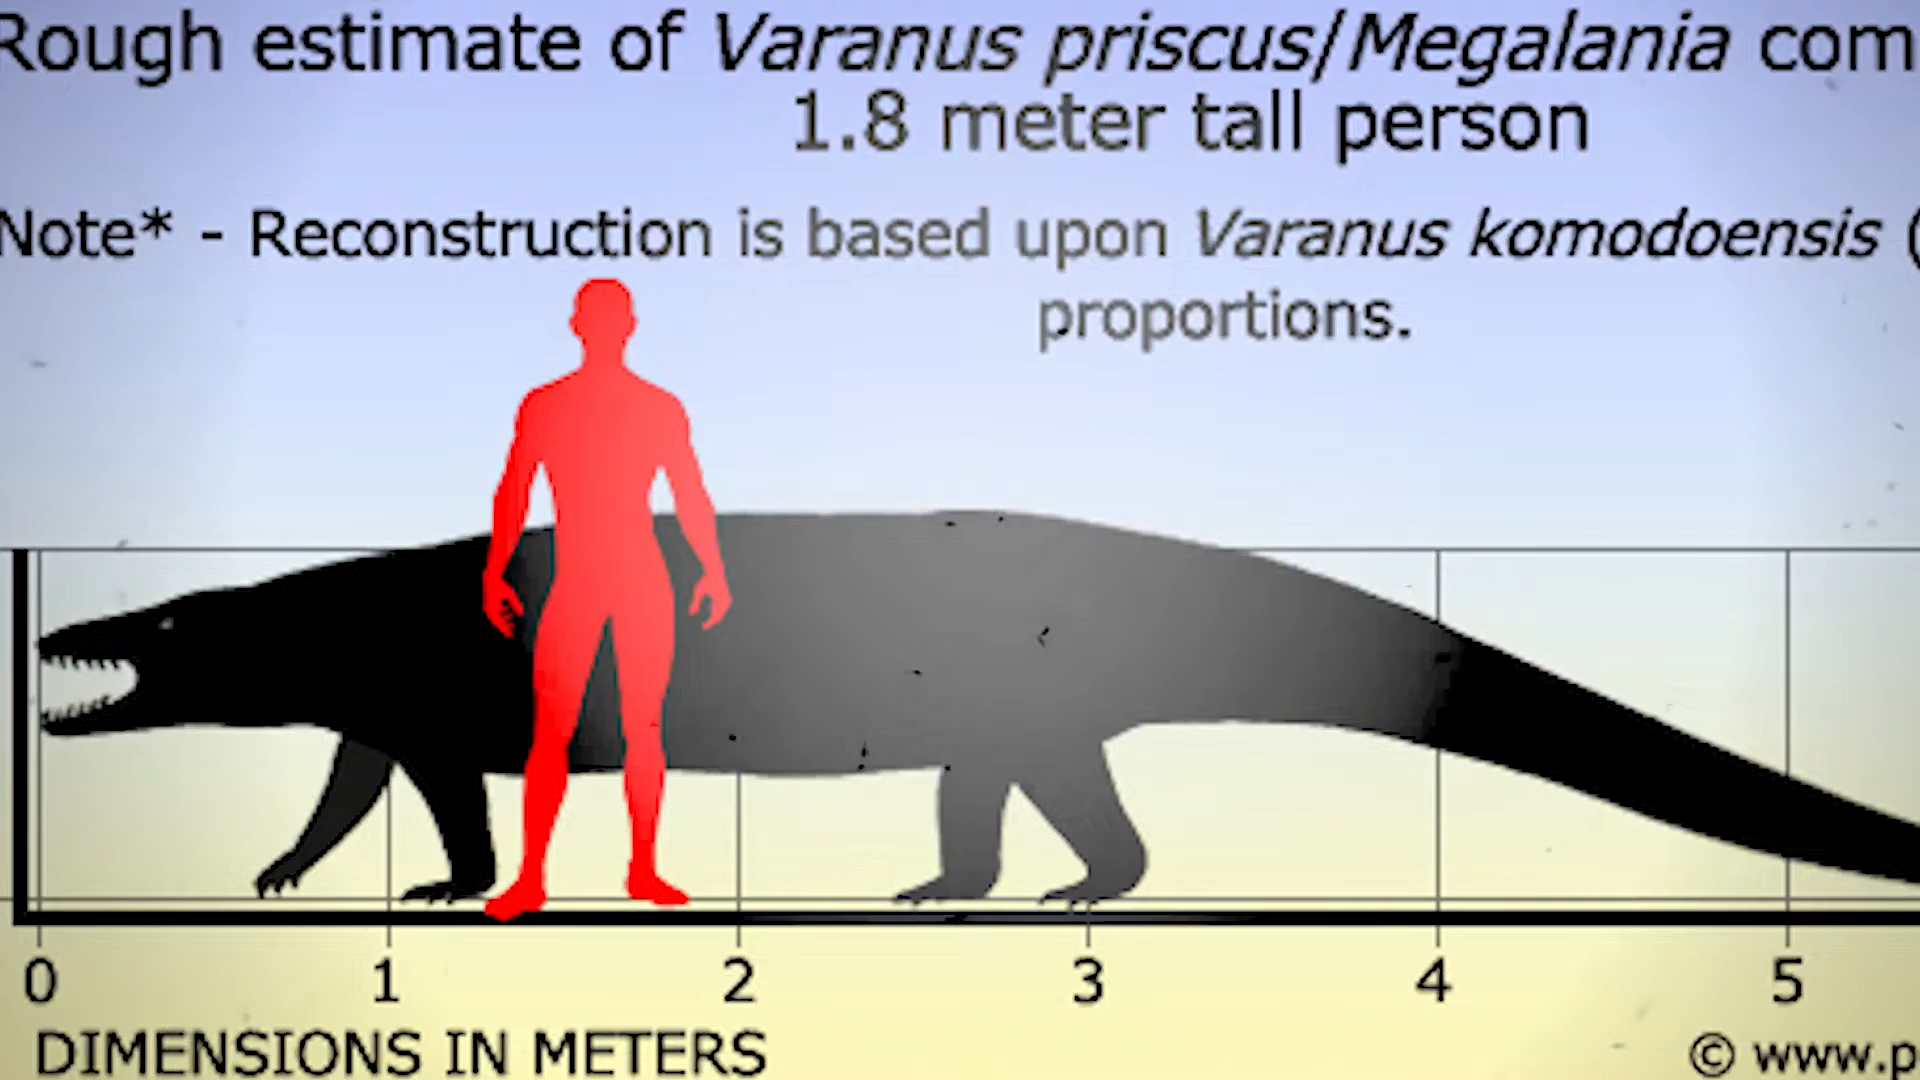 Rough estimate of Varanus priscus/Megalania com
1.8 meter tall person
Note* - Reconstruction is based upon Varanus komodoensis (
proportions.
0 1 2 3 4 5
DIMENSIONS IN METERS
© www.p